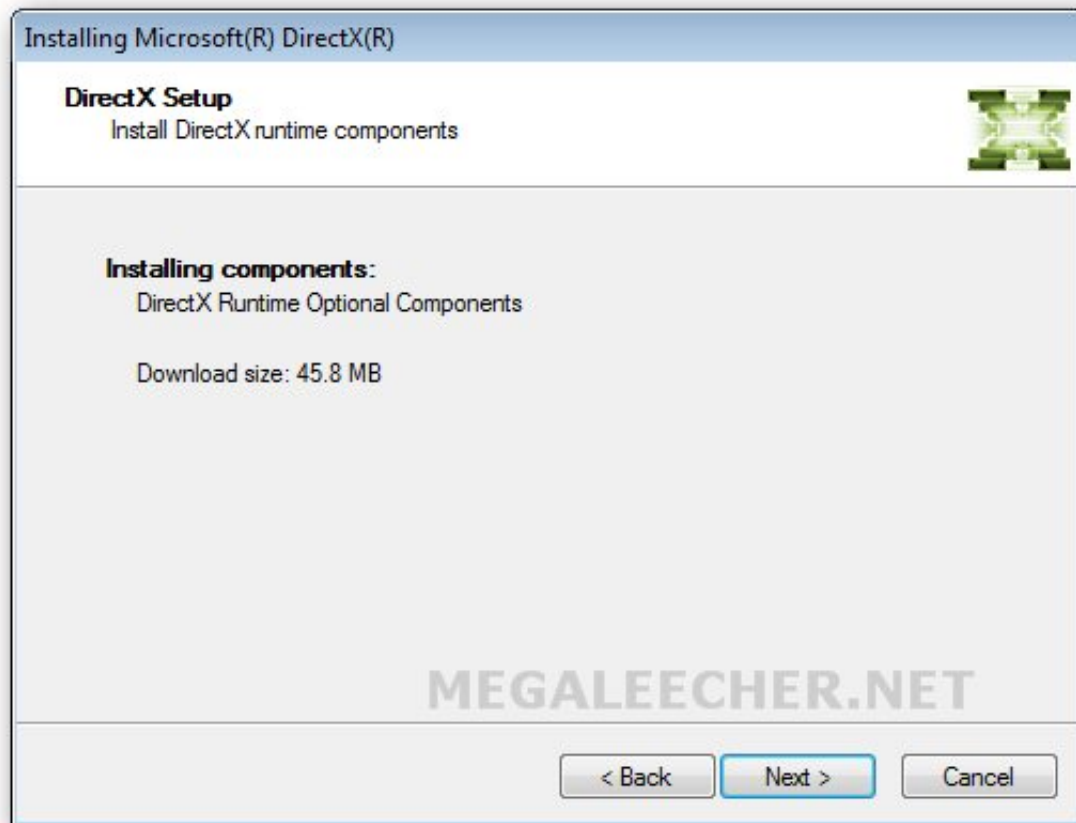 Installing Microsoft(R) DirectX(R)
DirectX Setup
Install DirectX runtime components
Installing components:
DirectX Runtime Optional Components
Download size: 45.8 MB
MEGALEECHER.NET
< Back
Next >
Cancel